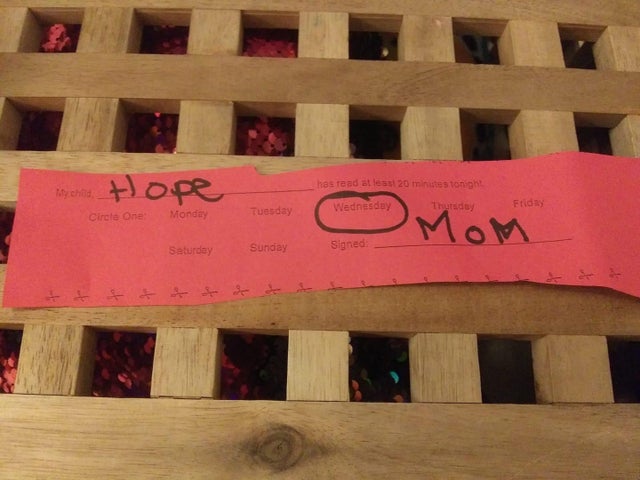 My child, Hope has read at least 20 minutes tonight.
Circle One: Monday Tuesday Wednesday Thursday Friday
Saturday Sunday Signed: MoM